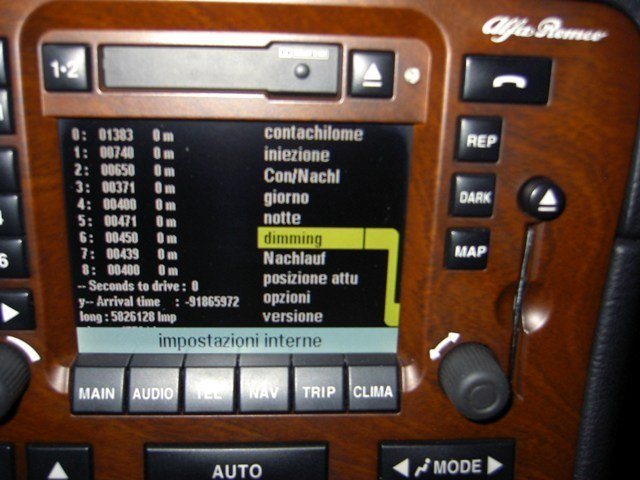 Alfa Romeo
1·2
REP
DARK
MAP
0: 01383 0 m contachilome
1: 00740 0 m iniezione
2: 00650 0 m Con/Nachl
3: 00371 0 m giorno
4: 00400 0 m notte
5: 00471 0 m dimming
6: 00450 0 m Nachlauf
7: 00439 0 m posizione attu
8: 00400 0 m opzioni
-- Seconds to drive : 0 versione
y-- Arrival time : -91865972
long : 5826128 lmp
impostazioni interne
MAIN AUDIO TEL NAV TRIP CLIMA
6
AUTO
MODE